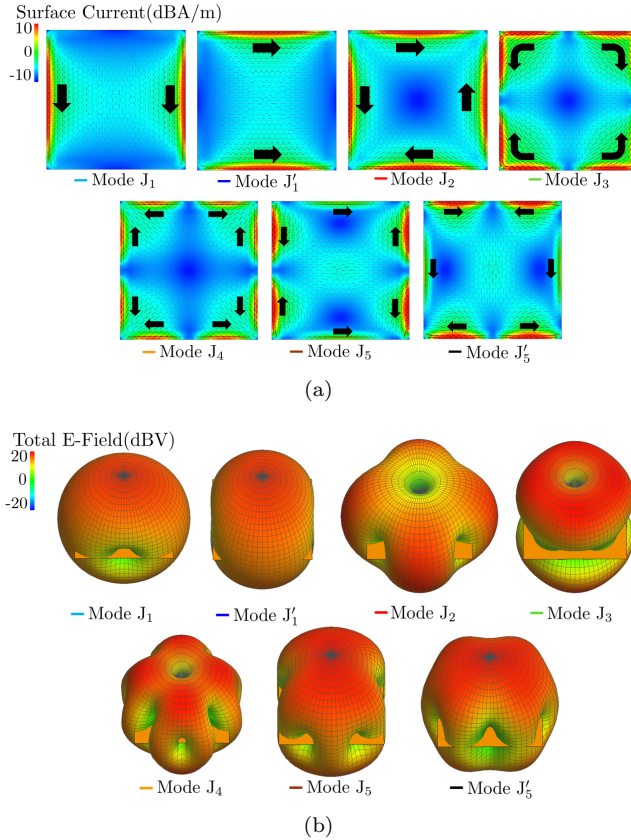 Surface Current(dBA/m)
10
0
-10
Mode J₁
Mode J′₁
Mode J₂
Mode J₃
Mode J₄
Mode J₅
Mode J′₅
(a)
Total E-Field(dBV)
20
0
-20
Mode J₁
Mode J′₁
Mode J₂
Mode J₃
Mode J₄
Mode J₅
Mode J′₅
(b)